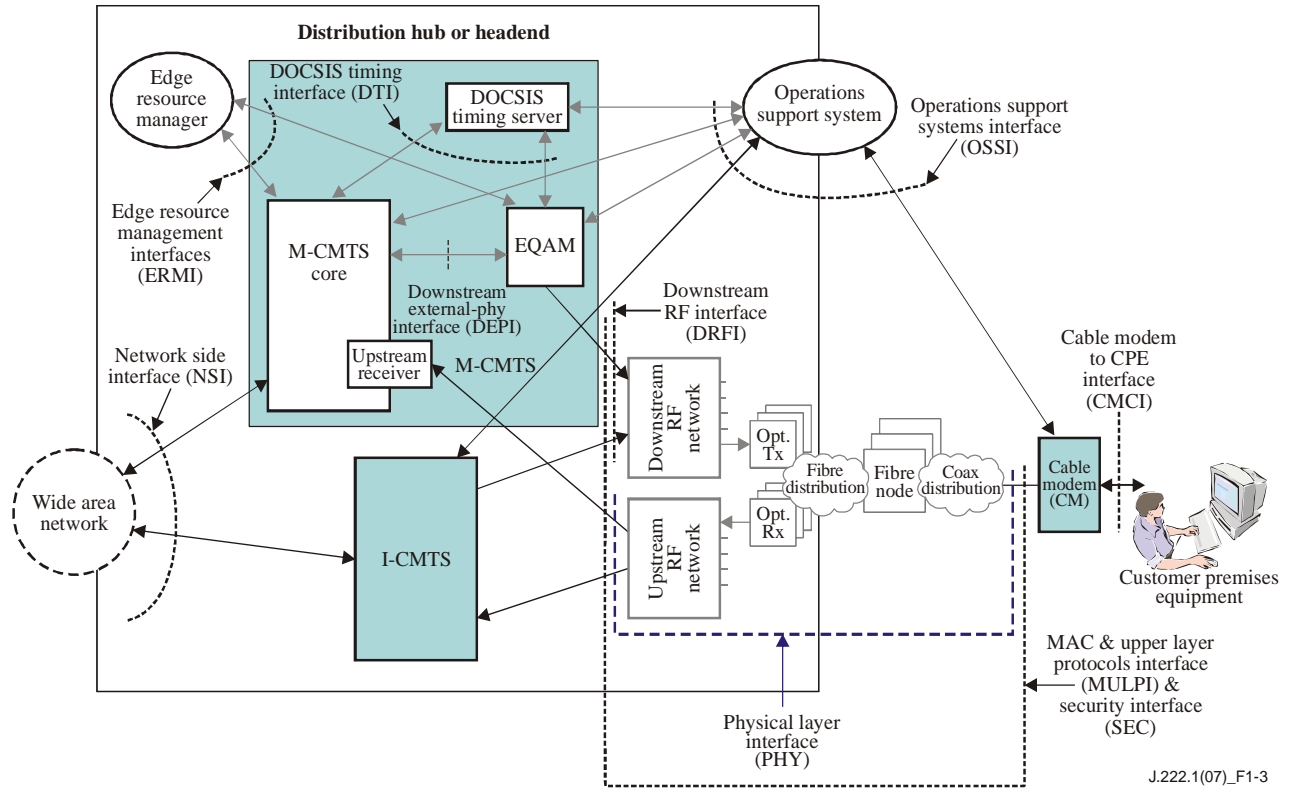 Distribution hub or headend
Edge
resource
manager
DOCSIS timing
interface (DTI)
DOCSIS
timing server
Operations
support system
Operations support
systems interface
(OSSI)
Edge resource
management
interfaces
(ERMI)
M-CMTS
core
EQAM
Downstream
external-phy
interface (DEPI)
Upstream
receiver
M-CMTS
Downstream
RF interface
(DRFI)
Network side
interface (NSI)
Cable modem
to CPE
interface
(CMCI)
Wide area
network
I-CMTS
Downstream
RF
network
Opt.
Tx
Fibre
distribution
Fibre
node
Coax
distribution
Cable
modem
(CM)
Upstream
RF
network
Opt.
Rx
Customer premises
equipment
MAC & upper layer
protocols interface
(MULPI) &
security interface
(SEC)
Physical layer
interface
(PHY)
J.222.1(07)_F1-3